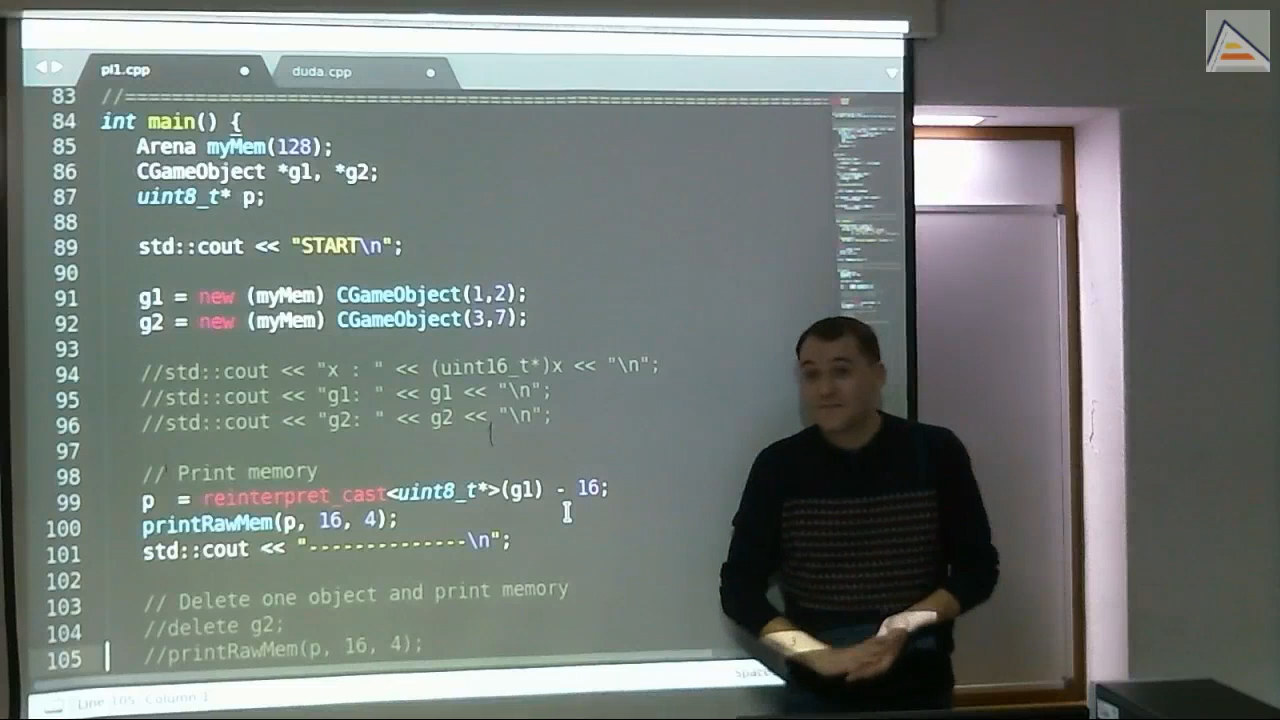 pl1.cpp
duda.cpp
83 //
84 int main() {
85 Arena myMem(128);
86 CGameObject *g1, *g2;
87 uint8_t* p;
88
89 std::cout << "START\n";
90
91 g1 = new (myMem) CGameObject(1,2);
92 g2 = new (myMem) CGameObject(3,7);
93
94 //std::cout << "x : " << (uint16_t*)x << "\n";
95 //std::cout << "g1: " << g1 << "\n";
96 //std::cout << "g2: " << g2 << "\n";
97
98 // Print memory
99 p = reinterpret_cast<uint8_t*>(g1) - 16;
100 printRawMem(p, 16, 4);
101 std::cout << "--------------\n";
102
103 // Delete one object and print memory
104 //delete g2;
105 //printRawMem(p, 16, 4);
Line 105, Column 1